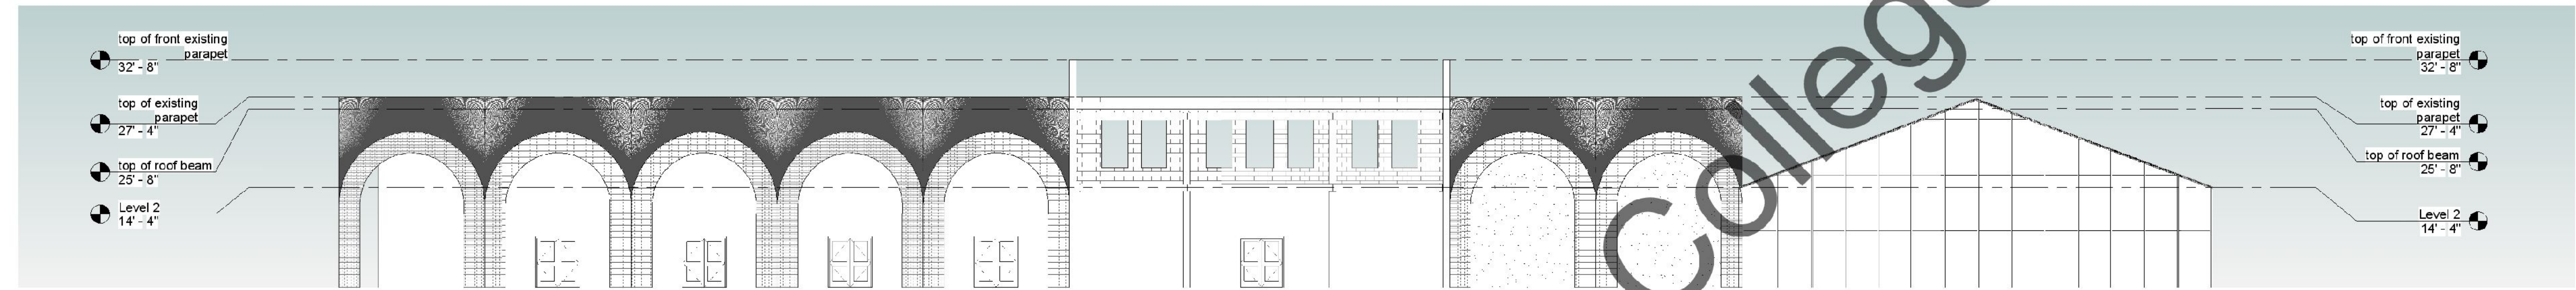 top of front existing
parapet
32' - 8"
top of existing
parapet
27' - 4"
top of roof beam
25' - 8"
Level 2
14' - 4"
College
top of front existing
parapet
32' - 8"
top of existing
parapet
27' - 4"
top of roof beam
25' - 8"
Level 2
14' - 4"